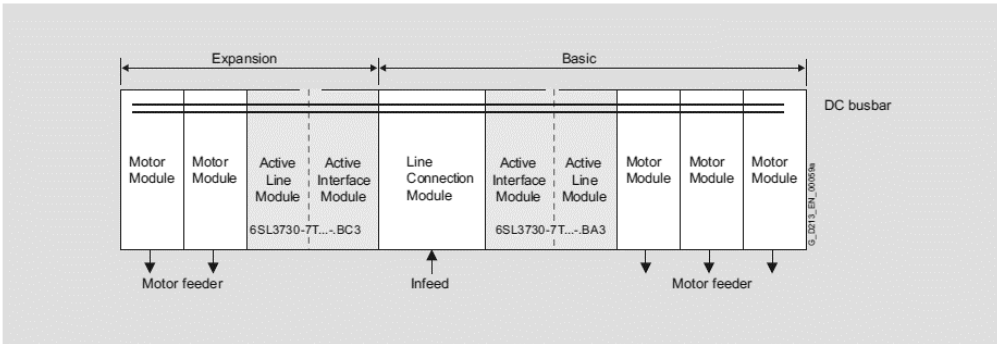 Expansion
Basic
DC busbar
Motor
Module
Motor
Module
Active
Line
Module
Active
Interface
Module
6SL3730-7T...-.BC3
Line
Connection
Module
Active
Interface
Module
Active
Line
Module
6SL3730-7T...-.BA3
Motor
Module
Motor
Module
Motor
Module
G_D213_EN_00069a
Motor feeder
Infeed
Motor feeder